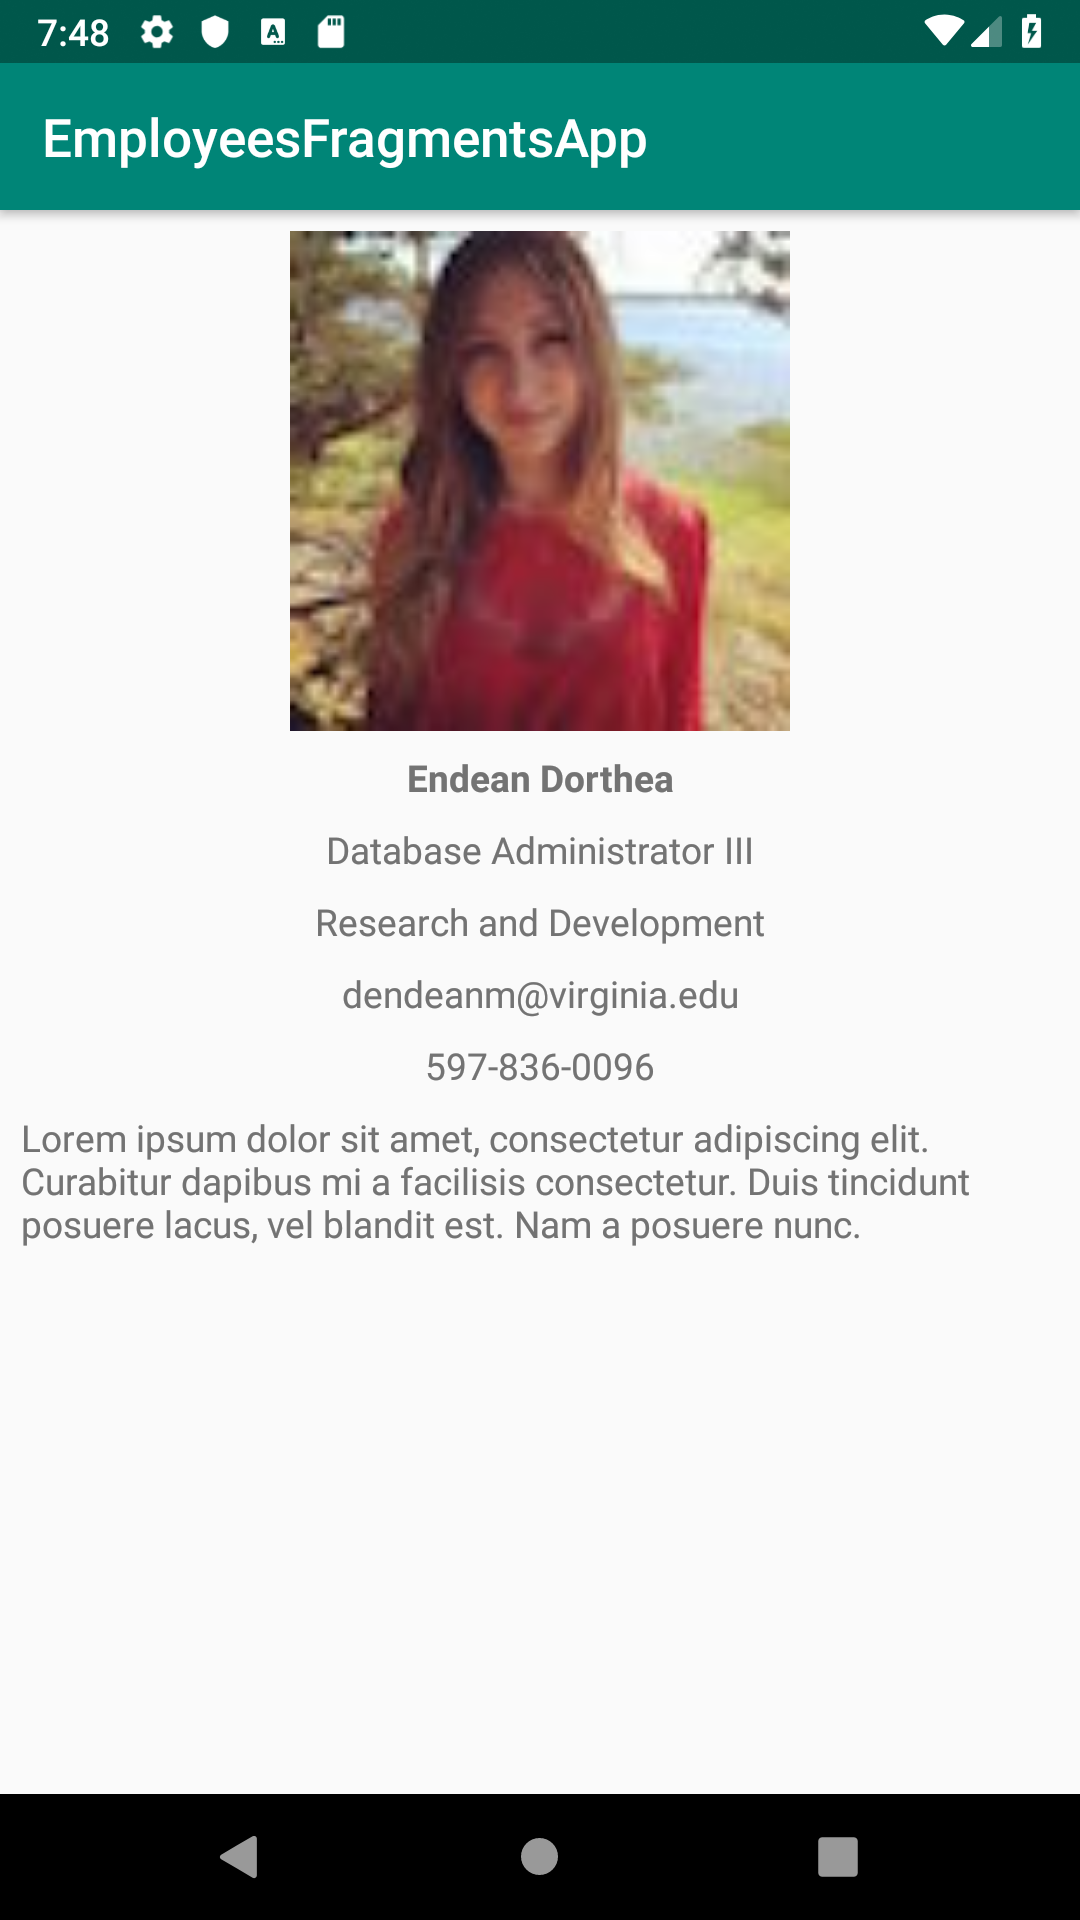 7:48
EmployeesFragmentsApp
Endean Dorthea
Database Administrator III
Research and Development
dendeanm@virginia.edu
597-836-0096
Lorem ipsum dolor sit amet, consectetur adipiscing elit.
Curabitur dapibus mi a facilisis consectetur. Duis tincidunt
posuere lacus, vel blandit est. Nam a posuere nunc.